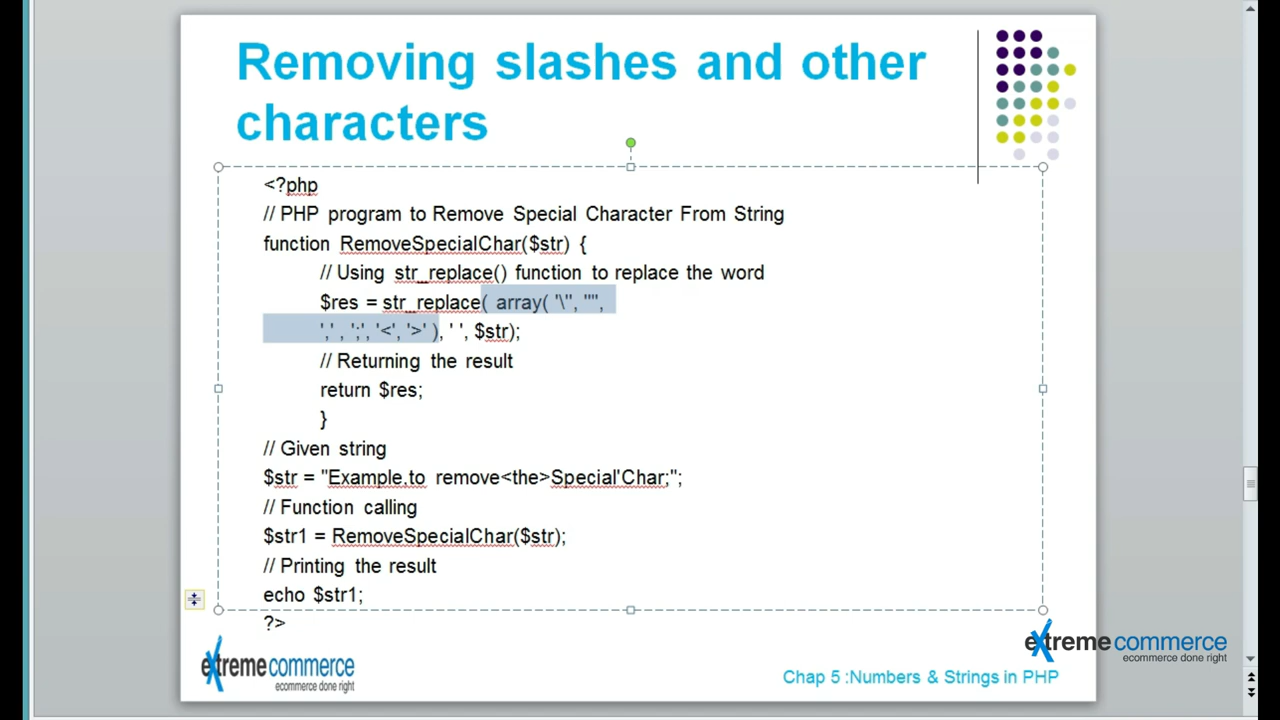 Removing slashes and other
characters
<?php
// PHP program to Remove Special Character From String
function RemoveSpecialChar($str) {
// Using str_replace() function to replace the word
$res = str_replace( array( '\'', '"',
',' , ';', '<', '>' ), ' ', $str);
// Returning the result
return $res;
}
// Given string
$str = "Example,to remove<the>Special'Char;";
// Function calling
$str1 = RemoveSpecialChar($str);
// Printing the result
echo $str1;
?>
extreme commerce
ecommerce done right
extreme commerce
ecommerce done right
Chap 5 :Numbers & Strings in PHP